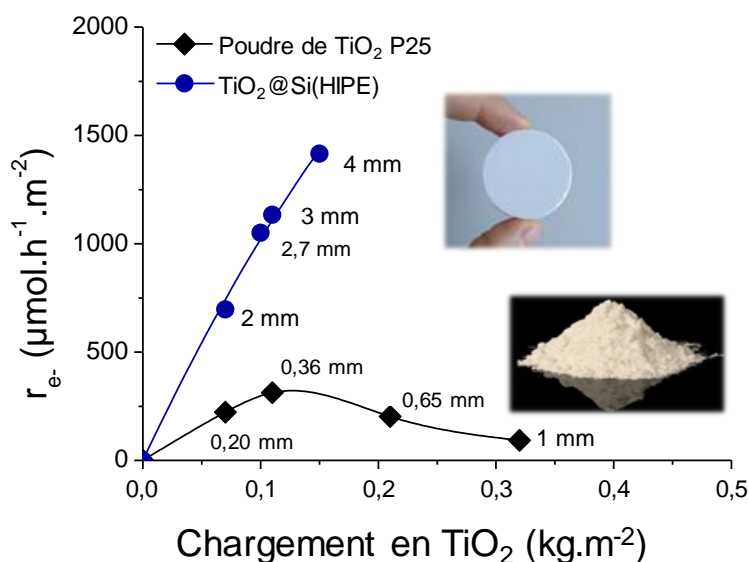 2000
Poudre de TiO₂ P25
TiO₂@Si(HIPE)
1500
4 mm
3 mm
1000
2,7 mm
2 mm
500
0,36 mm
0,65 mm
0,20 mm
1 mm
0
0,0 0,1 0,2 0,3 0,4 0,5
rₑ₋ (µmol.h⁻¹.m⁻²)
Chargement en TiO₂ (kg.m⁻²)